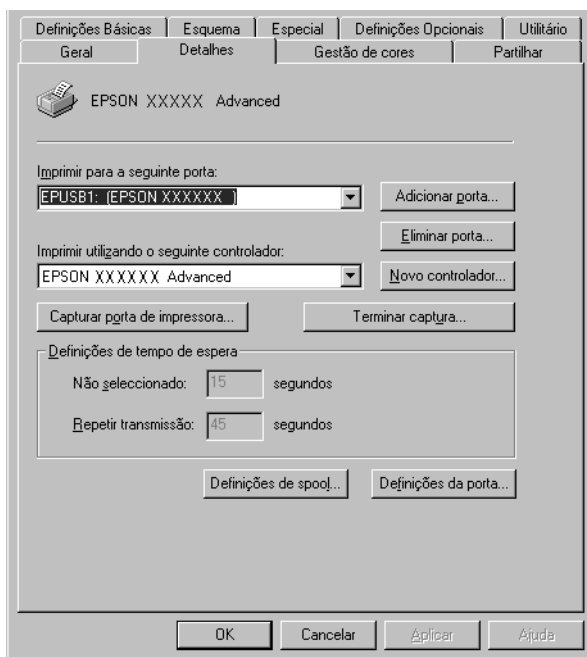 Definições Básicas Esquema Especial Definições Opcionais Utilitário
Geral Detalhes Gestão de cores Partilhar
EPSON XXXXX Advanced
Imprimir para a seguinte porta:
EPUSB1: (EPSON XXXXXX )
Adicionar porta...
Eliminar porta...
Imprimir utilizando o seguinte controlador:
EPSON XXXXXX Advanced
Novo controlador...
Capturar porta de impressora... Terminar captura...
Definições de tempo de espera
Não seleccionado: 15 segundos
Repetir transmissão: 45 segundos
Definições de spool... Definições da porta...
OK Cancelar Aplicar Ajuda